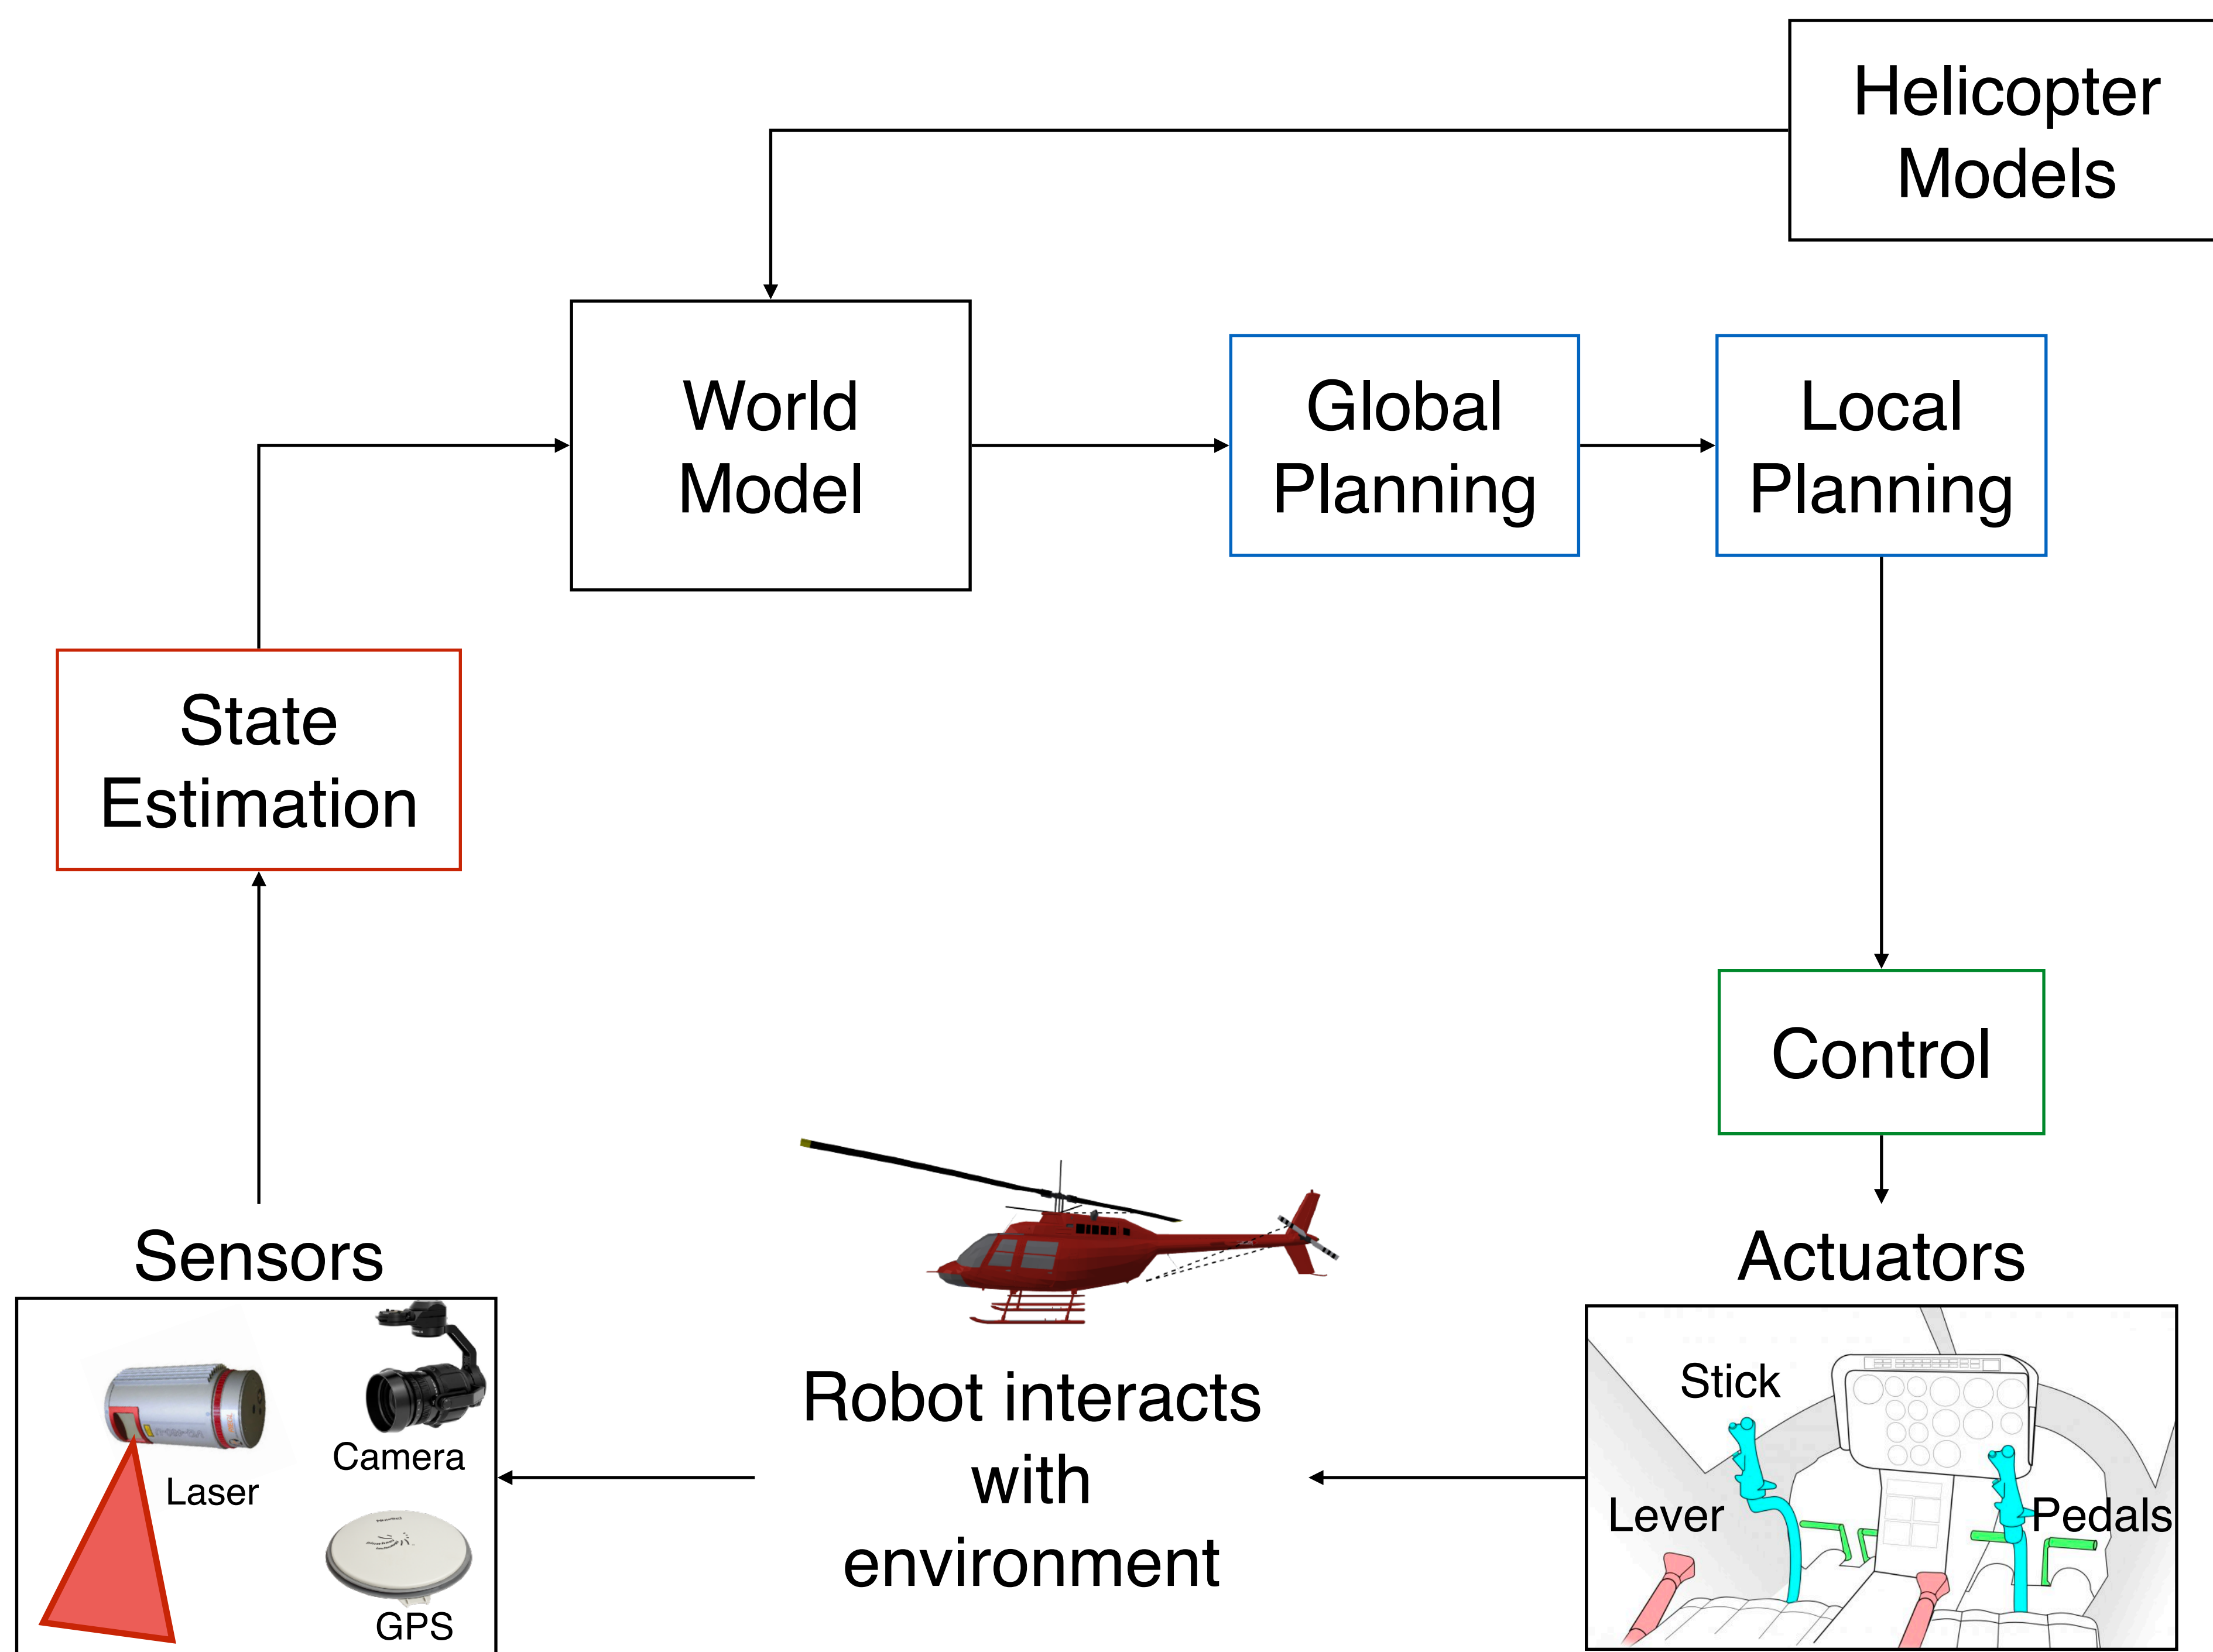 Helicopter
Models
World
Model
Global
Planning
Local
Planning
State
Estimation
Control
Sensors
Actuators
Camera
Laser
GPS
Robot interacts
with
environment
Stick
Lever
Pedals